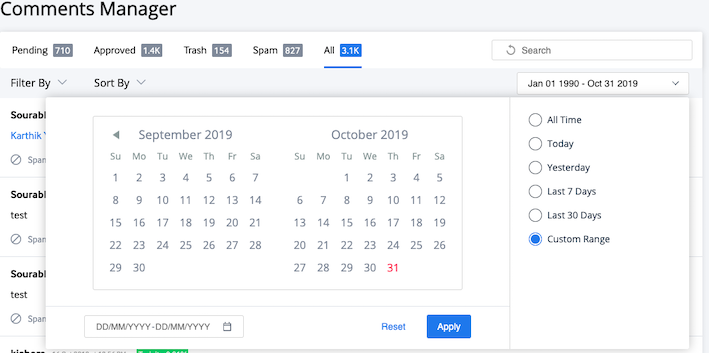 Comments Manager
Pending 710 Approved 1.4K Trash 154 Spam 827 All 3.1K Search
Filter By Sort By Jan 01 1990 - Oct 31 2019
Sourabh
Karthik
Spam
Sourabh
test
Spam
Sourabh
test
Spam
September 2019 October 2019
Su Mo Tu We Th Fr Sa Su Mo Tu We Th Fr Sa
1 2 3 4 5 6 7 1 2 3 4 5
8 9 10 11 12 13 14 6 7 8 9 10 11 12
15 16 17 18 19 20 21 13 14 15 16 17 18 19
22 23 24 25 26 27 28 20 21 22 23 24 25 26
29 30 27 28 29 30 31
All Time
Today
Yesterday
Last 7 Days
Last 30 Days
Custom Range
DD/MM/YYYY-DD/MM/YYYY Reset Apply